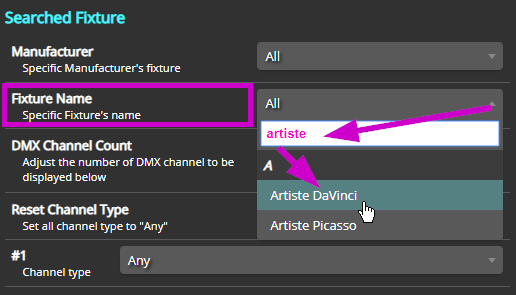 Searched Fixture
Manufacturer
Specific Manufacturer's fixture
All
Fixture Name
Specific Fixture's name
All
artiste
A
Artiste DaVinci
Artiste Picasso
DMX Channel Count
Adjust the number of DMX channel to be
displayed below
Reset Channel Type
Set all channel type to "Any"
#1
Channel type
Any